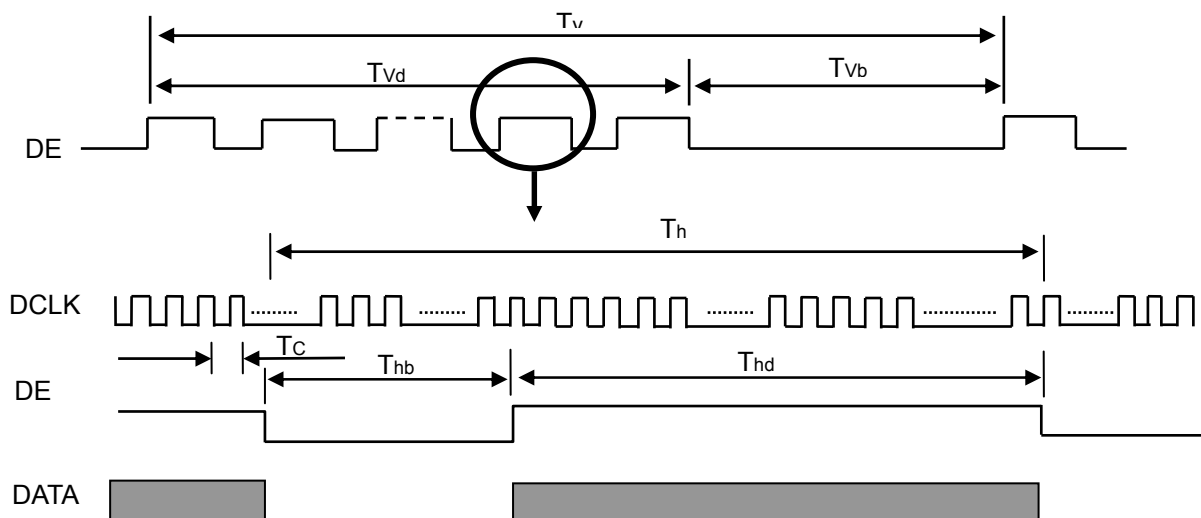 Tv
TVd
TVb
DE
Th
DCLK
TC
Thb
Thd
DE
DATA